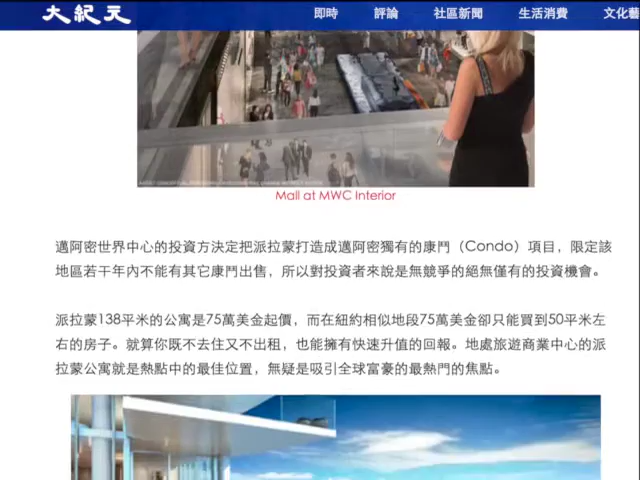 大紀元
即時 評論 社區新聞 生活消費 文化藝
Mall at MWC Interior
邁阿密世界中心的投資方決定把派拉蒙打造成邁阿密獨有的康鬥（Condo）項目，限定該
地區若干年內不能有其它康鬥出售，所以對投資者來說是無競爭的絕無僅有的投資機會。
派拉蒙138平米的公寓是75萬美金起價，而在紐約相似地段75萬美金卻只能買到50平米左
右的房子。就算你既不去住又不出租，也能擁有快速升值的回報。地處旅遊商業中心的派
拉蒙公寓就是熱點中的最佳位置，無疑是吸引全球富豪的最熱門的焦點。